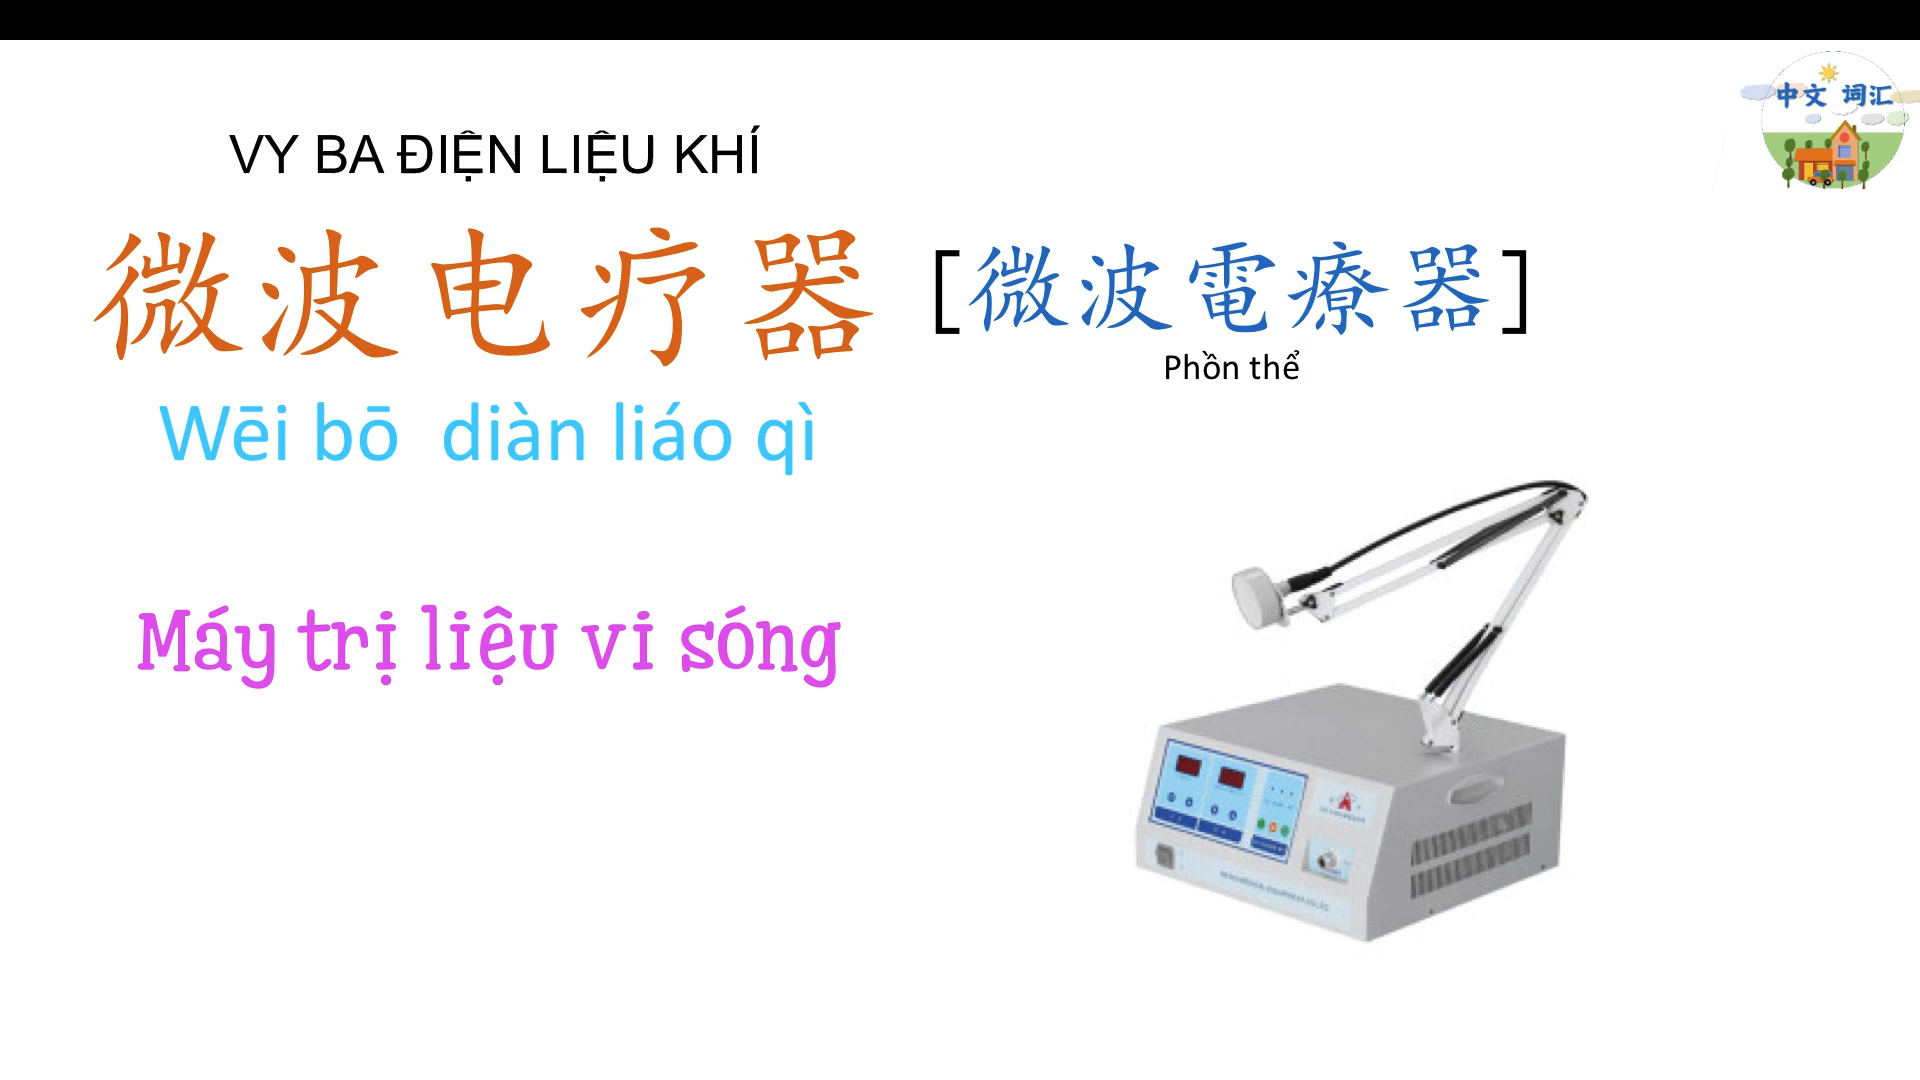 中文 词汇
VY BA ĐIỆN LIỆU KHÍ
微波电疗器 [微波電療器]
Phồn thể
Wēi bō diàn liáo qì
Máy trị liệu vi sóng